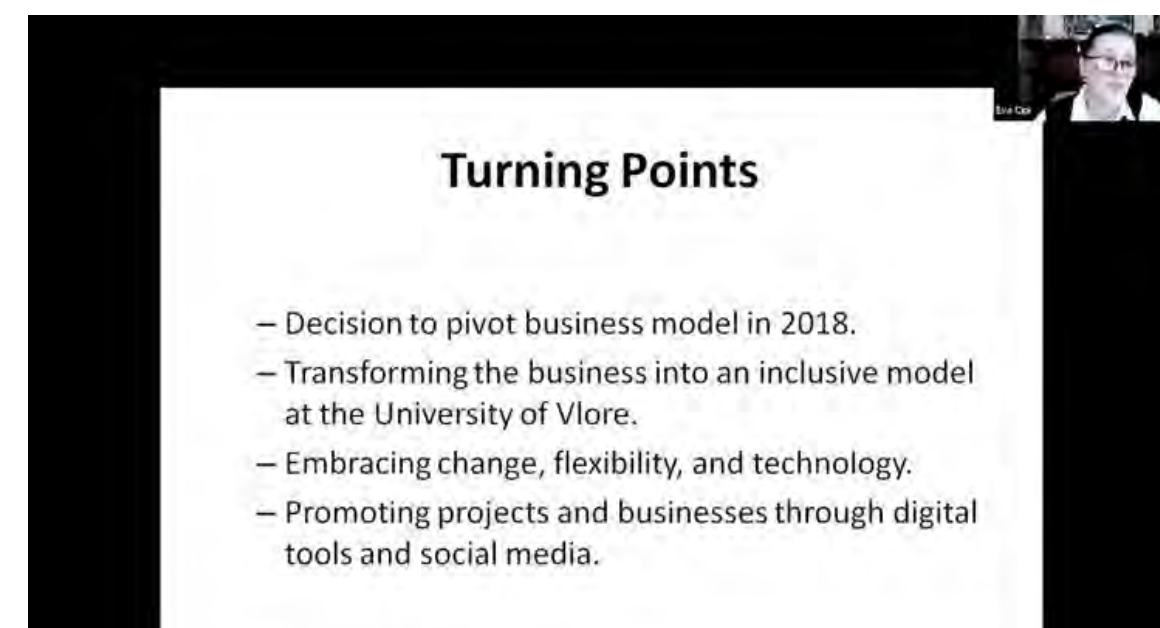 Turning Points
– Decision to pivot business model in 2018.
– Transforming the business into an inclusive model
at the University of Vlore.
– Embracing change, flexibility, and technology.
– Promoting projects and businesses through digital
tools and social media.